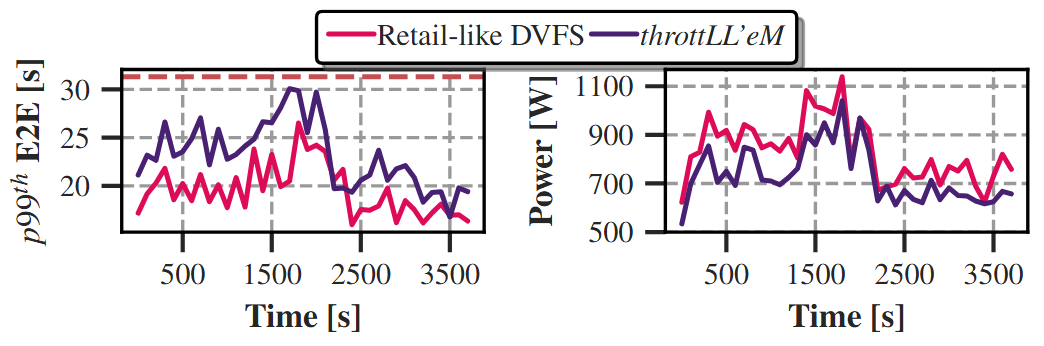 Retail-like DVFS throttLL'eM
p99th E2E [s]
30
25
20
500 1500 2500 3500
Time [s]
Power [W]
1100
900
700
500
500 1500 2500 3500
Time [s]